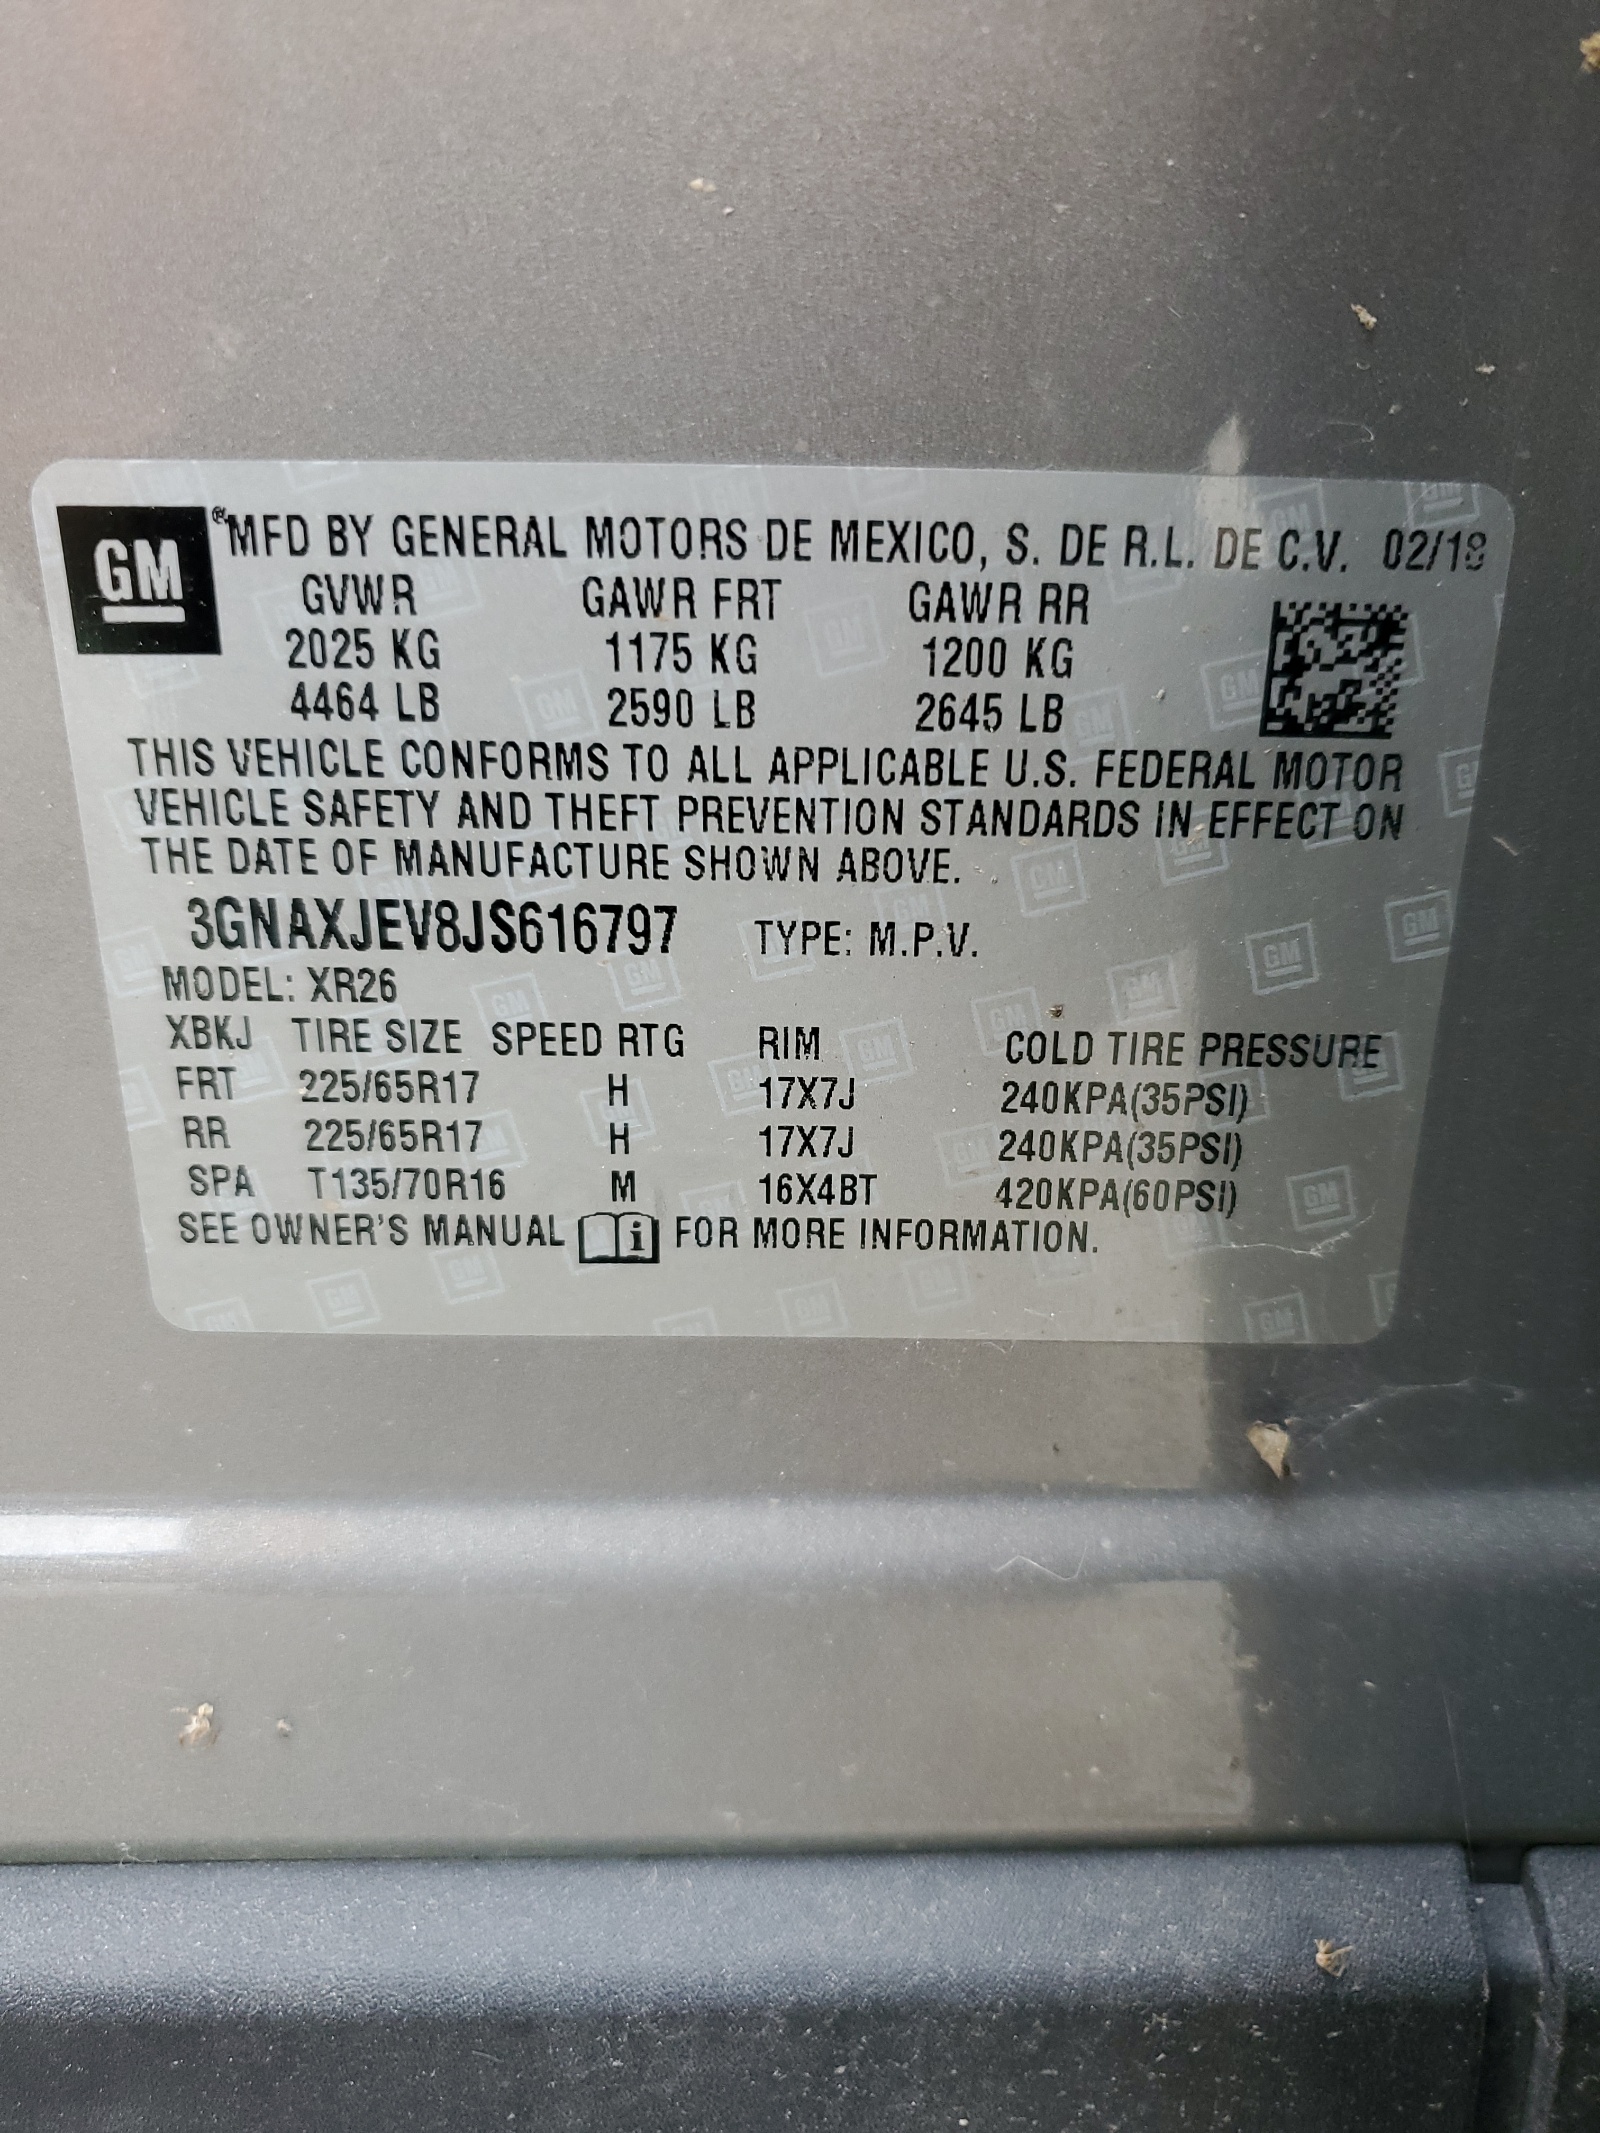 GM ® MFD BY GENERAL MOTORS DE MEXICO, S. DE R.L. DE C.V. 02/18
GVWR GAWR FRT GAWR RR
2025 KG 1175 KG 1200 KG
4464 LB 2590 LB 2645 LB
THIS VEHICLE CONFORMS TO ALL APPLICABLE U.S. FEDERAL MOTOR
VEHICLE SAFETY AND THEFT PREVENTION STANDARDS IN EFFECT ON
THE DATE OF MANUFACTURE SHOWN ABOVE.
3GNAXJEV8JS616797 TYPE: M.P.V.
MODEL: XR26
XBKJ TIRE SIZE SPEED RTG RIM COLD TIRE PRESSURE
FRT 225/65R17 H 17X7J 240KPA(35PSI)
RR 225/65R17 H 17X7J 240KPA(35PSI)
SPA T135/70R16 M 16X4BT 420KPA(60PSI)
SEE OWNER'S MANUAL i FOR MORE INFORMATION.